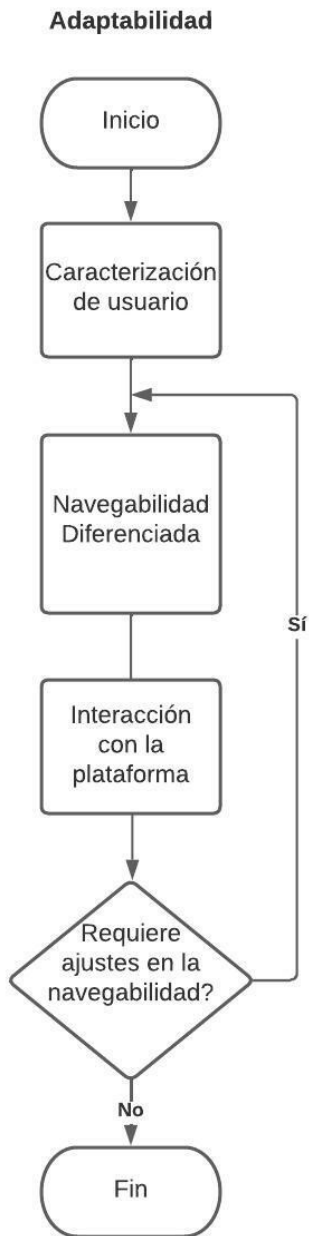 Adaptabilidad
Inicio
Caracterización
de usuario
Navegabilidad
Diferenciada
Sí
Interacción
con la
plataforma
Requiere
ajustes en la
navegabilidad?
No
Fin